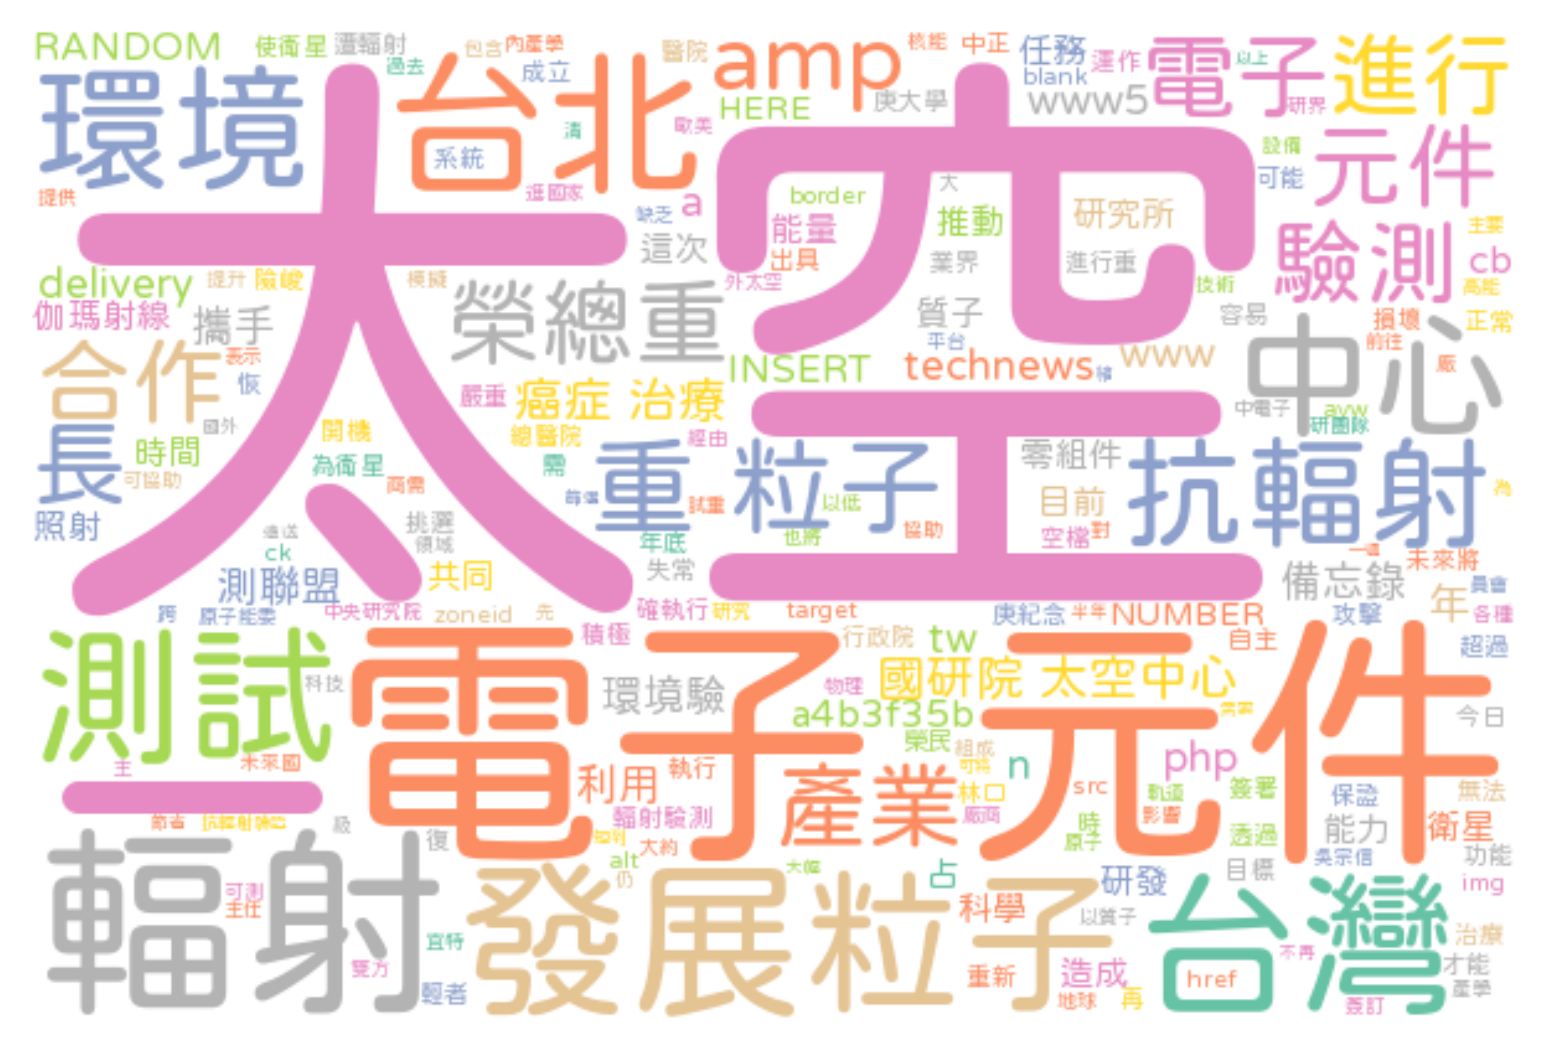 RANDOM 使衛星 遭輻射 包含 內產學 醫院 amp 核能 中正 任務 電子 以上 進行
過去 成立 blank 運作
環境 台北 HERE 庚大學 www5 研界
清 歐美 設備 元件
系統 可能
提供 進國家 缺乏 a border 大 研究所
太空
能量 推動 驗測 主要
這次 出具 業界 進行重 cb
delivery 提升 險峻 模擬 外太空 技術 高能
伽瑪射線 攜手 榮總重 質子 容易 損壞 正常
合作 表示 平台 中心 前往
恢 INSERT technews www 廠
嚴重 癌症 治療
國外 開機 總醫院 經由 中電子 研團隊
長 時間 為衛星 需 重 粒子 零組件 抗輻射
可協助 商需 試重 以低 目前 為
照射 挑選 協助 空檔 對
領域 年底 也將
ck 失常 未來將
測聯盟 共同 備忘錄 員會
跨 原子能委 中央研究院 zoneid 先 確執行 研究 target 庚紀念 半年 NUMBER 攻擊 年 各種
測試 電子 積極 行政院 tw 元件 自主 超過
科技 環境驗 物理 國研院 太空中心
a4b3f35b 今日
主 未來國 榮民 組成
利用 執行 產業 n php
一 林口 src 軌道 簽署 保證 無法
節省 級 輻射驗測 廠商 時 影響 能力 衛星
復 大約 原子 透過 吳宗信 功能
輻射 發展 alt 仍 粒子 大幅 占 研發 目標 img
可測 主任 科學 以質子 台灣 治療
宜特 不再
雙方 重新 造成 href 才能
輕者 地球 再 簽訂 產學